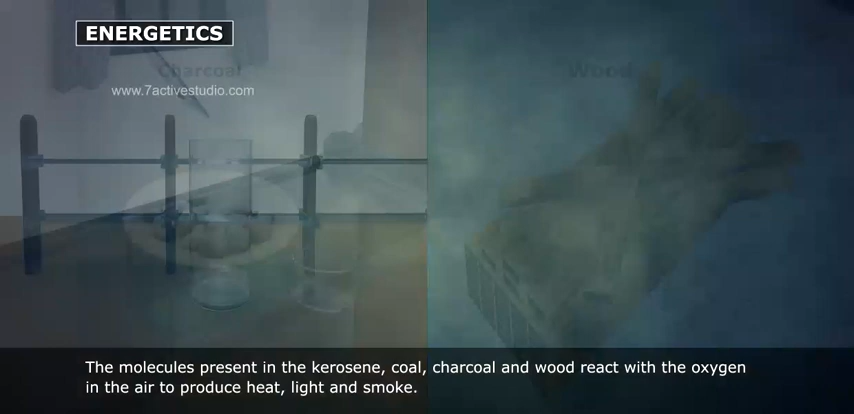 ENERGETICS
Charcoal
Wood
www.7activestudio.com
The molecules present in the kerosene, coal, charcoal and wood react with the oxygen
in the air to produce heat, light and smoke.